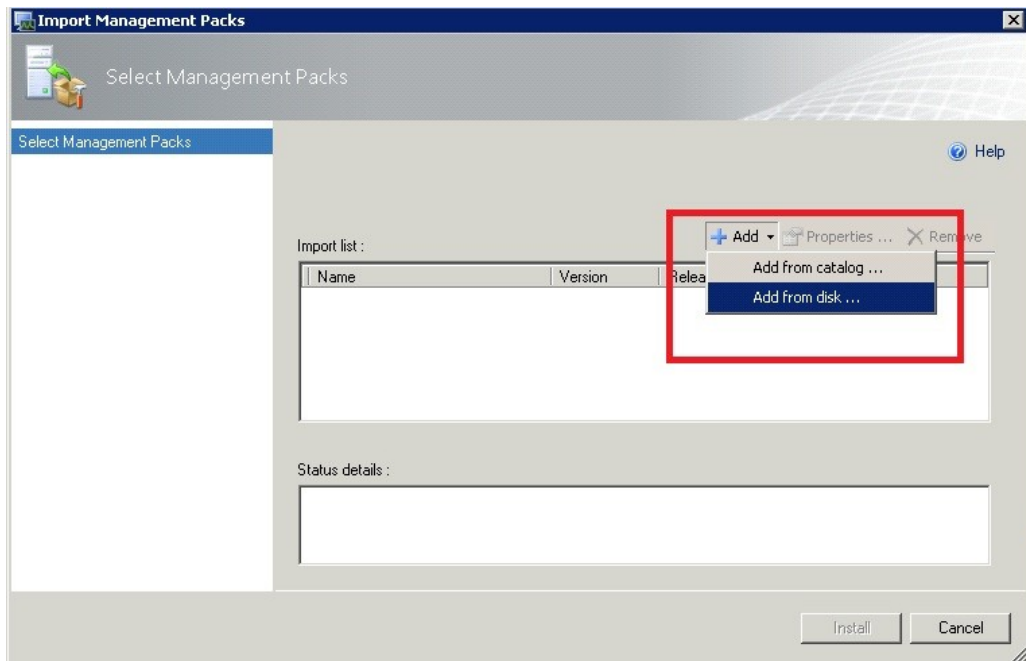 Import Management Packs
Select Management Packs
Select Management Packs
Help
Add Properties ... Remove
Import list :
Add from catalog ...
Name Version Relea
Add from disk ...
Status details :
Install Cancel